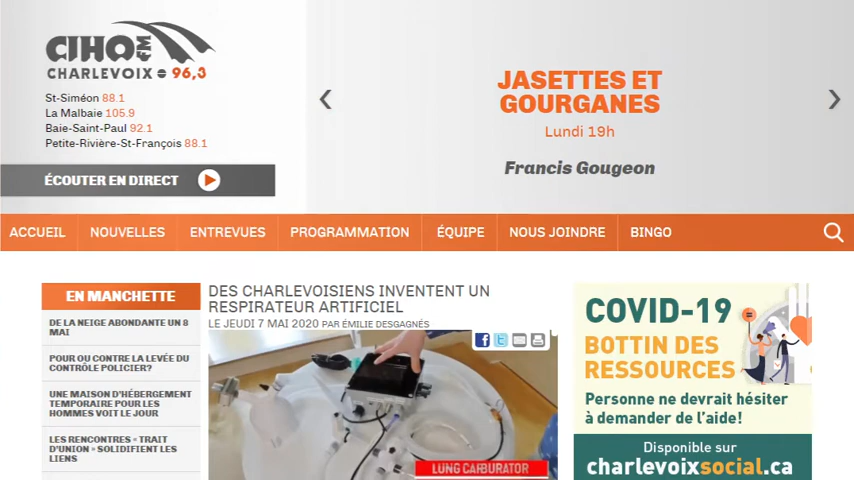 CIHO FM
CHARLEVOIX = 96,3
St-Siméon 88.1
La Malbaie 105.9
Baie-Saint-Paul 92.1
Petite-Rivière-St-François 88.1
ÉCOUTER EN DIRECT
JASETTES ET
GOURGANES
Lundi 19h
Francis Gougeon
ACCUEIL NOUVELLES ENTREVUES PROGRAMMATION ÉQUIPE NOUS JOINDRE BINGO
EN MANCHETTE
DE LA NEIGE ABONDANTE UN 8
MAI
POUR OU CONTRE LA LEVÉE DU
CONTRÔLE POLICIER?
UNE MAISON D'HÉBERGEMENT
TEMPORAIRE POUR LES
HOMMES VOIT LE JOUR
LES RENCONTRES « TRAIT
D'UNION » SOLIDIFIENT LES
LIENS
DES CHARLEVOISIENS INVENTENT UN
RESPIRATEUR ARTIFICIEL
LE JEUDI 7 MAI 2020 PAR ÉMILIE DESGAGNÉS
LUNG CARBURATOR
COVID-19
BOTTIN DES
RESSOURCES
Personne ne devrait hésiter
à demander de l'aide!
Disponible sur
charlevoixsocial.ca